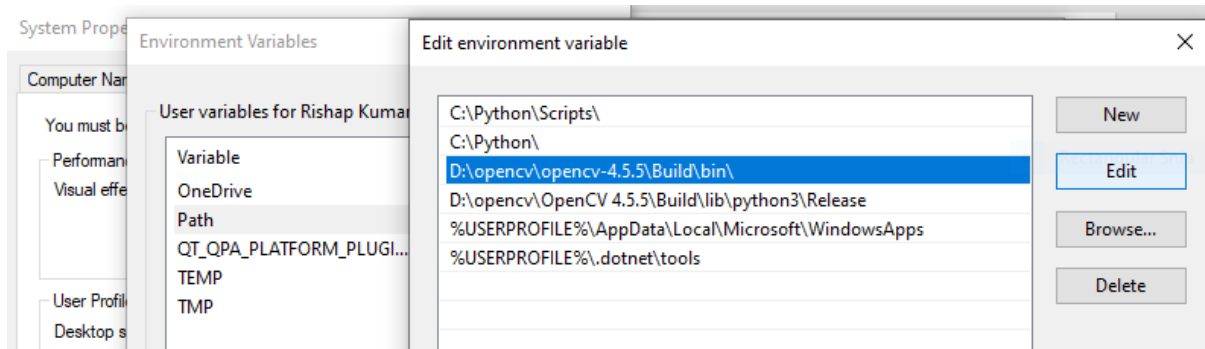 System Prope
Environment Variables
Edit environment variable
Computer Nar
You must b
Performan
Visual effe
User Profil
Desktop s
User variables for Rishap Kumar
Variable
OneDrive
Path
QT_QPA_PLATFORM_PLUGI...
TEMP
TMP
C:\Python\Scripts\
C:\Python\
D:\opencv\opencv-4.5.5\Build\bin\
D:\opencv\OpenCV 4.5.5\Build\lib\python3\Release
%USERPROFILE%\AppData\Local\Microsoft\WindowsApps
%USERPROFILE%\.dotnet\tools
New
Edit
Browse...
Delete